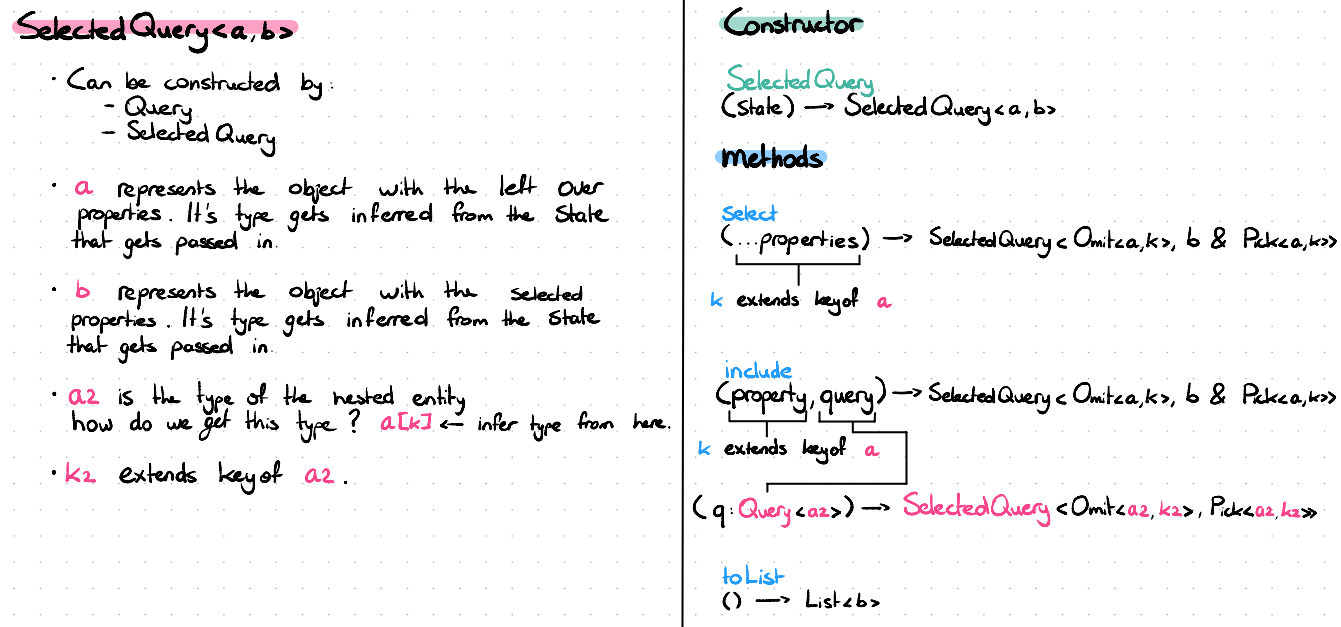 SelectedQuery<a,b>
· Can be constructed by:
- Query
- SelectedQuery
· a represents the object with the left over
properties. It's type gets inferred from the State
that gets passed in.
· b represents the object with the selected
properties. It's type gets inferred from the State
that gets passed in.
· a2 is the type of the nested entity
how do we get this type? a[k] ← infer type from here.
· k2 extends keyof a2.
Constructor
SelectedQuery
(State) → SelectedQuery<a,b>
Methods
Select
(...properties) → SelectedQuery<Omit<a,k>, b & Pick<a,k>>
k extends keyof a
include
(property, query) → SelectedQuery<Omit<a,k>, b & Pick<a,k>>
k extends keyof a
(q: Query<a2>) → SelectedQuery<Omit<a2,k2>, Pick<a2,k2>>
toList
() → List<b>